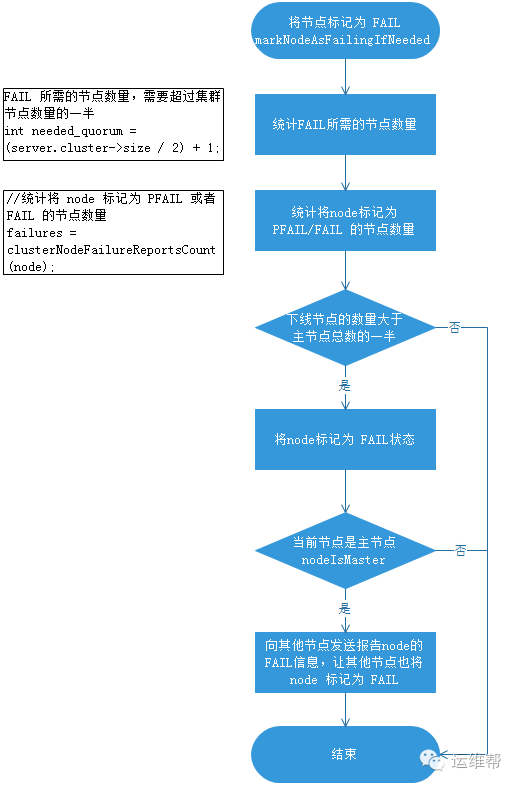 将节点标记为 FAIL
markNodeAsFailingIfNeeded
FAIL 所需的节点数量，需要超过集群
节点数量的一半
int needed_quorum =
(server.cluster->size / 2) + 1;
统计FAIL所需的节点数量
//统计将 node 标记为 PFAIL 或者
FAIL 的节点数量
failures =
clusterNodeFailureReportsCount
(node);
统计将node标记为
PFAIL/FAIL 的节点数量
下线节点的数量大于
主节点总数的一半
否
是
将node标记为 FAIL状态
当前节点是主节点
nodeIsMaster
否
是
向其他节点发送报告node的
FAIL信息，让其他节点也将
node 标记为 FAIL
结束
运维帮